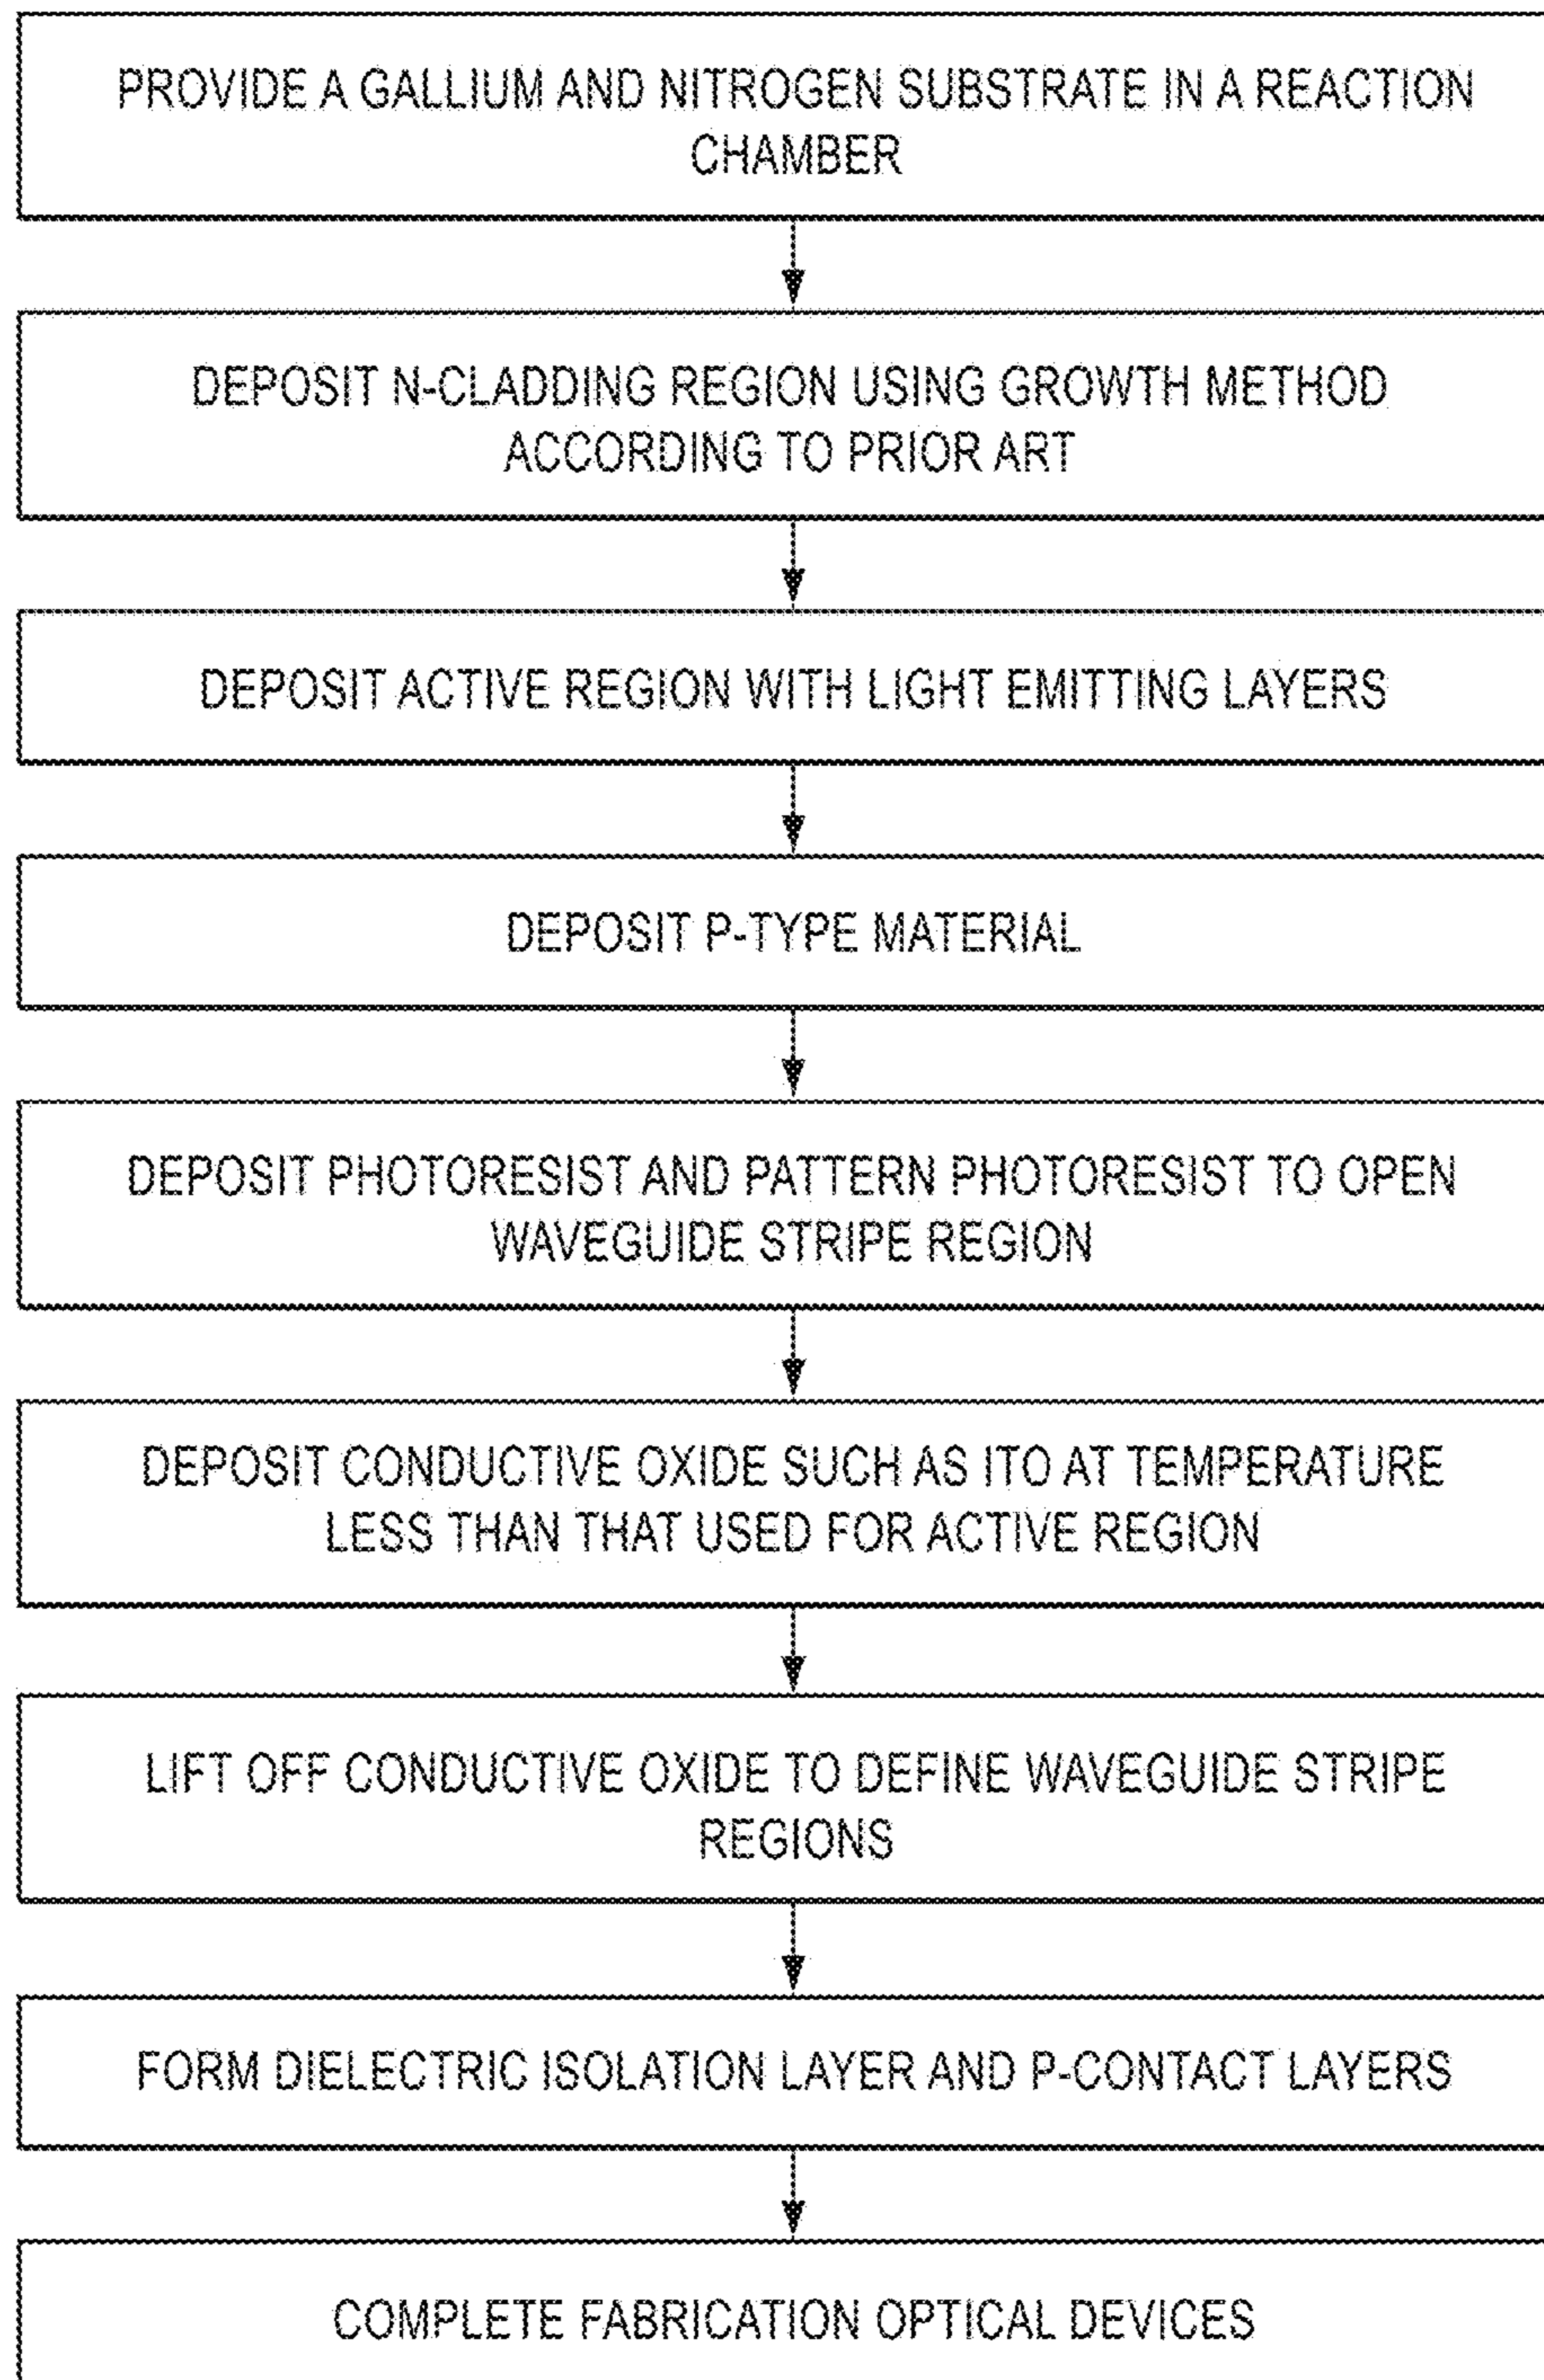 PROVIDE A GALLIUM AND NITROGEN SUBSTRATE IN A REACTION
CHAMBER
DEPOSIT N-CLADDING REGION USING GROWTH METHOD
ACCORDING TO PRIOR ART
DEPOSIT ACTIVE REGION WITH LIGHT EMITTING LAYERS
DEPOSIT P-TYPE MATERIAL
DEPOSIT PHOTORESIST AND PATTERN PHOTORESIST TO OPEN
WAVEGUIDE STRIPE REGION
DEPOSIT CONDUCTIVE OXIDE SUCH AS ITO AT TEMPERATURE
LESS THAN THAT USED FOR ACTIVE REGION
LIFT OFF CONDUCTIVE OXIDE TO DEFINE WAVEGUIDE STRIPE
REGIONS
FORM DIELECTRIC ISOLATION LAYER AND P-CONTACT LAYERS
COMPLETE FABRICATION OPTICAL DEVICES